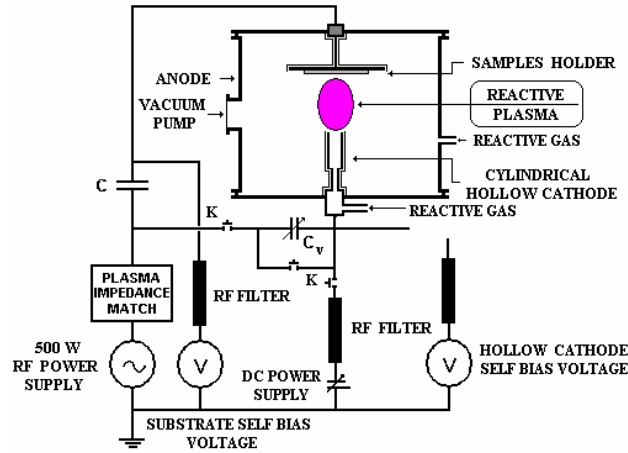 SAMPLES HOLDER
ANODE
REACTIVE
PLASMA
VACUUM
PUMP
REACTIVE GAS
CYLINDRICAL
HOLLOW CATHODE
C
K
REACTIVE GAS
Cv
K
PLASMA
IMPEDANCE
MATCH
RF FILTER
RF FILTER
500 W
RF POWER
SUPPLY
V
V
HOLLOW CATHODE
SELF BIAS VOLTAGE
DC POWER
SUPPLY
SUBSTRATE SELF BIAS
VOLTAGE